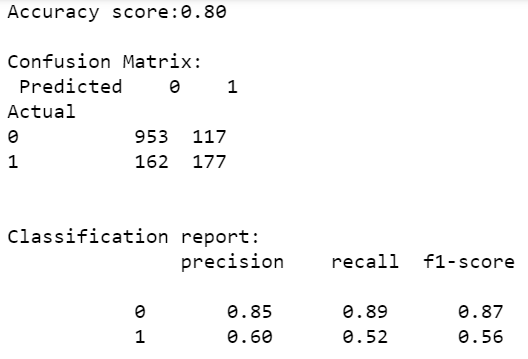 Accuracy score:0.80
Confusion Matrix:
Predicted 0 1
Actual
0 953 117
1 162 177
Classification report:
precision recall f1-score
0 0.85 0.89 0.87
1 0.60 0.52 0.56